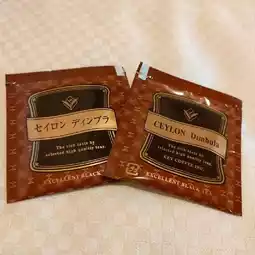 セイロン ディンブラ
The rich taste by
selected high quality teas.
EXCELLENT BLACK
CEYLON Dimbula
The rich taste by
selected high quality teas.
KEY COFFEE INC.
EXCELLENT BLACK TEA